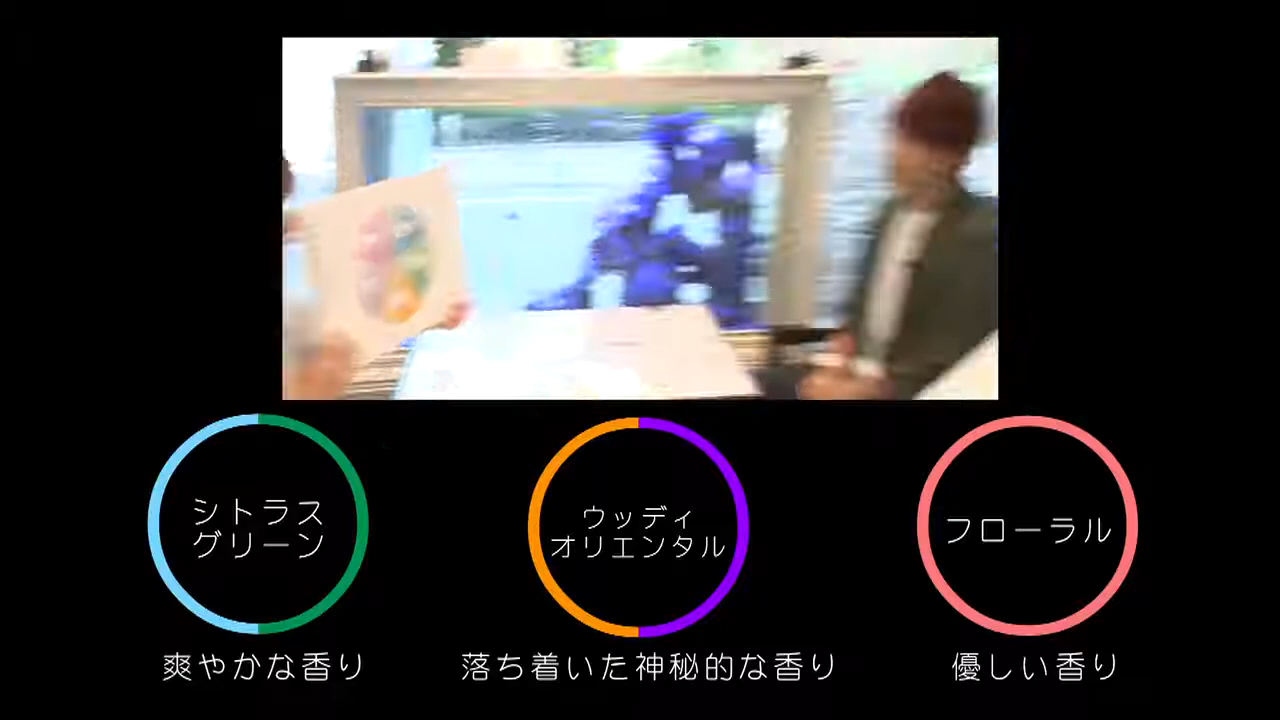 シトラス
グリーン
ウッディ
オリエンタル
フローラル
爽やかな香り
落ち着いた神秘的な香り
優しい香り